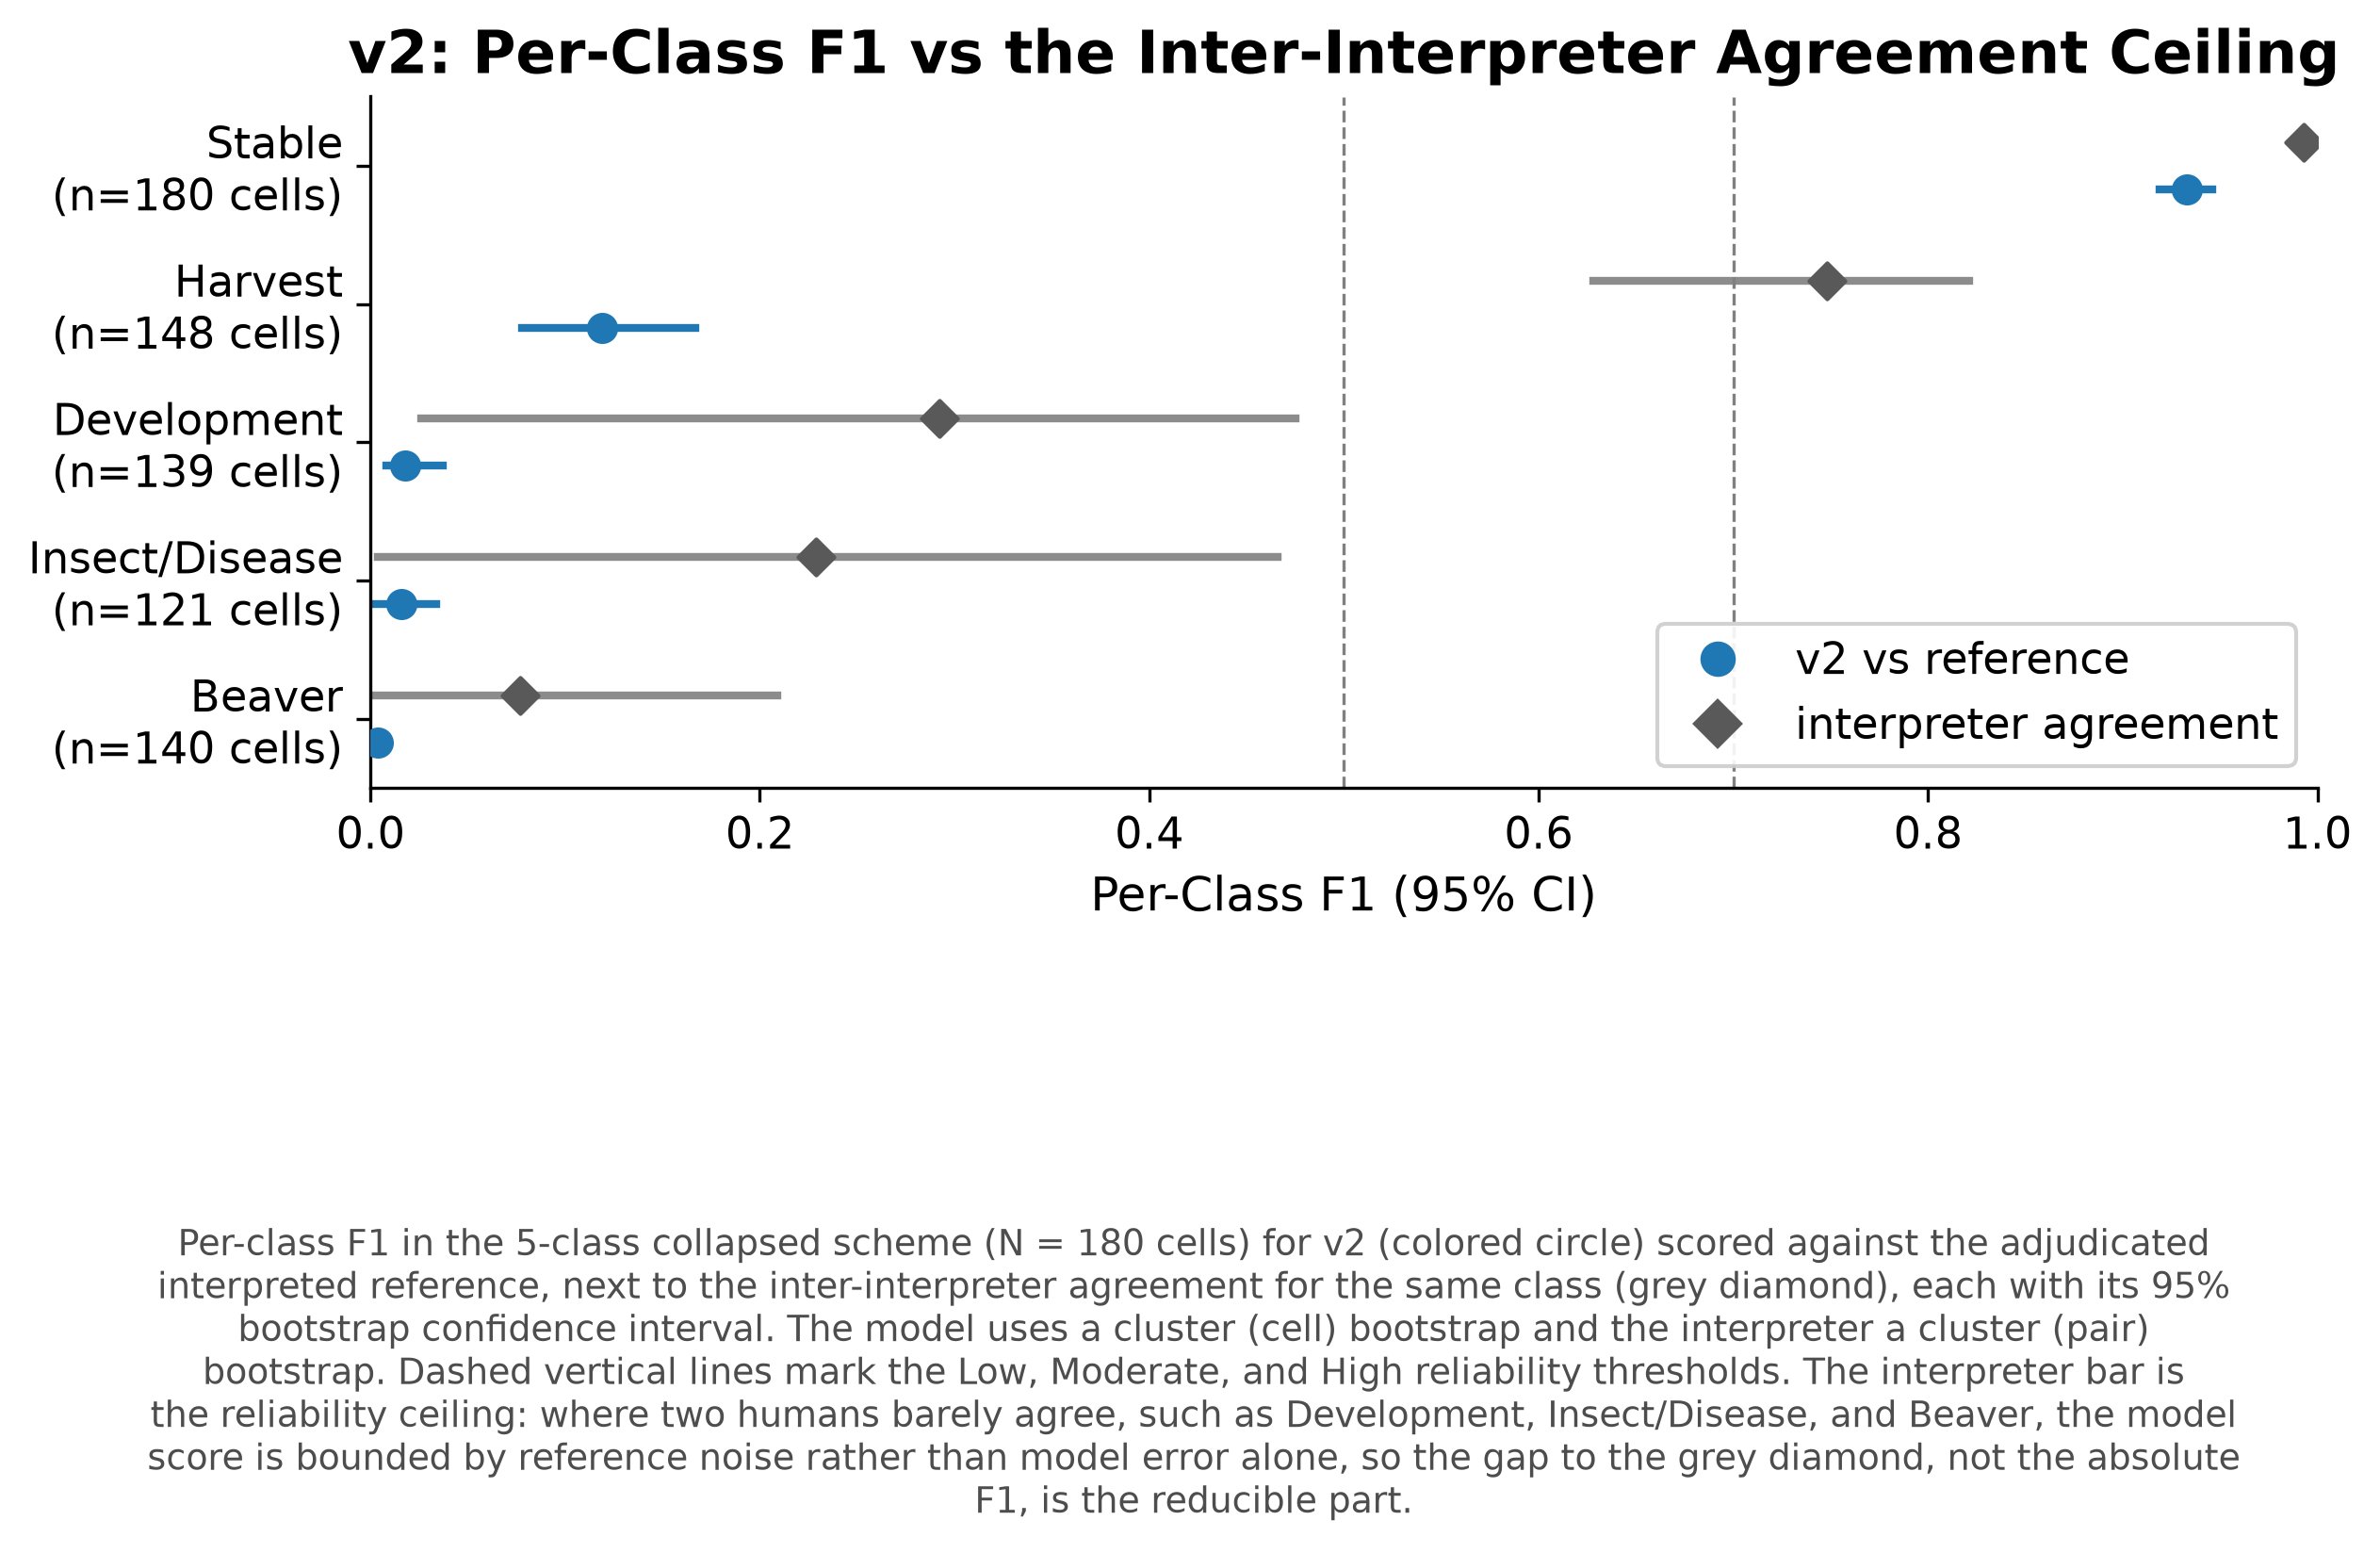 v2: Per-Class F1 vs the Inter-Interpreter Agreement Ceiling
Stable
(n=180 cells)
Harvest
(n=148 cells)
Development
(n=139 cells)
Insect/Disease
(n=121 cells)
Beaver
(n=140 cells)
v2 vs reference
interpreter agreement
0.0 0.2 0.4 0.6 0.8 1.0
Per-Class F1 (95% CI)
Per-class F1 in the 5-class collapsed scheme (N = 180 cells) for v2 (colored circle) scored against the adjudicated
interpreted reference, next to the inter-interpreter agreement for the same class (grey diamond), each with its 95%
bootstrap confidence interval. The model uses a cluster (cell) bootstrap and the interpreter a cluster (pair)
bootstrap. Dashed vertical lines mark the Low, Moderate, and High reliability thresholds. The interpreter bar is
the reliability ceiling: where two humans barely agree, such as Development, Insect/Disease, and Beaver, the model
score is bounded by reference noise rather than model error alone, so the gap to the grey diamond, not the absolute
F1, is the reducible part.